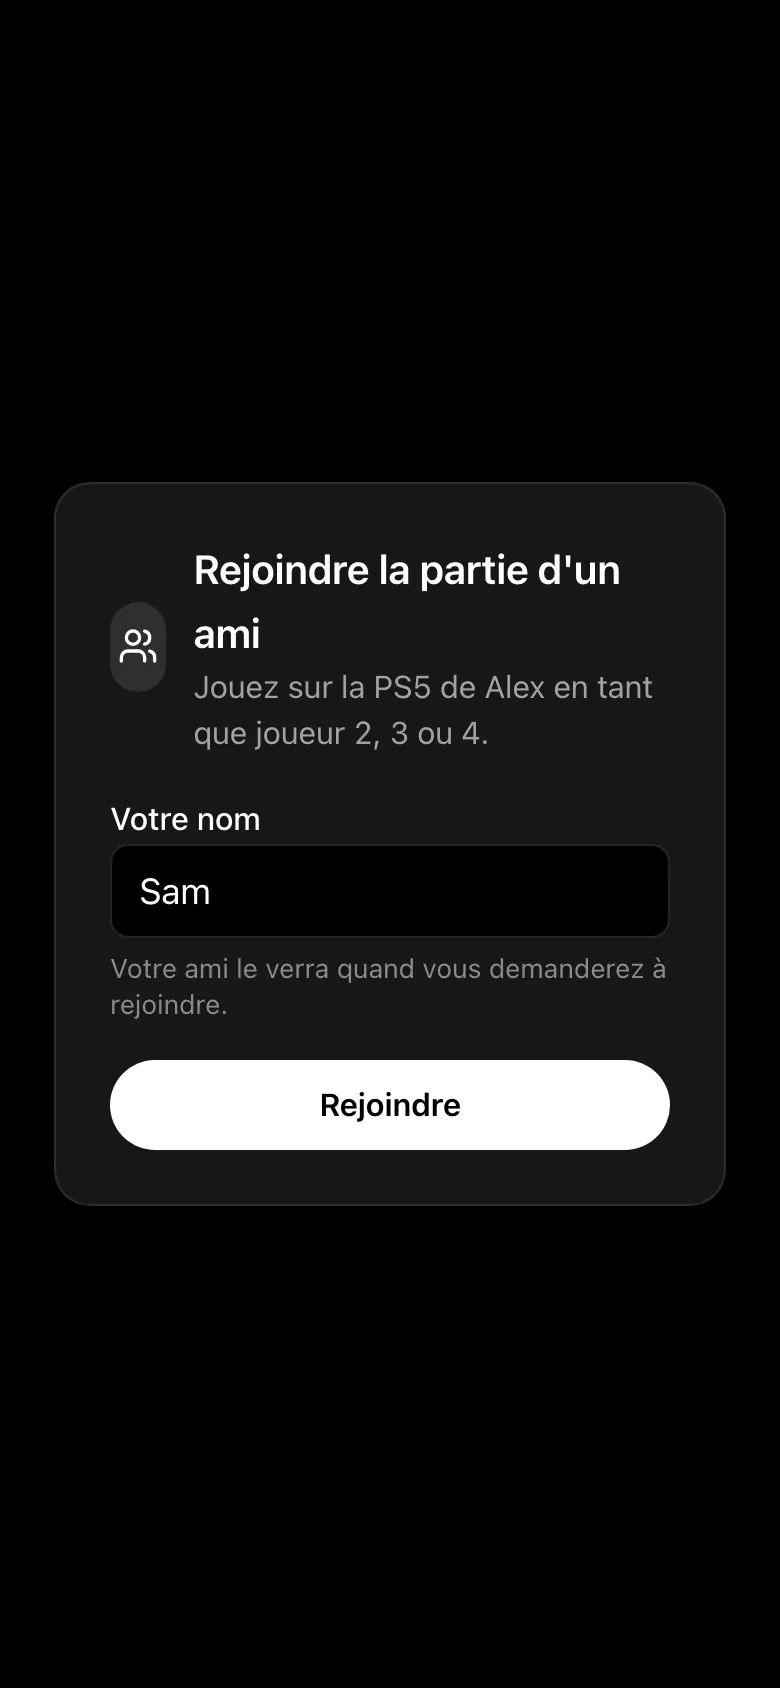 Rejoindre la partie d'un
ami
Jouez sur la PS5 de Alex en tant
que joueur 2, 3 ou 4.
Votre nom
Sam
Votre ami le verra quand vous demanderez à
rejoindre.
Rejoindre